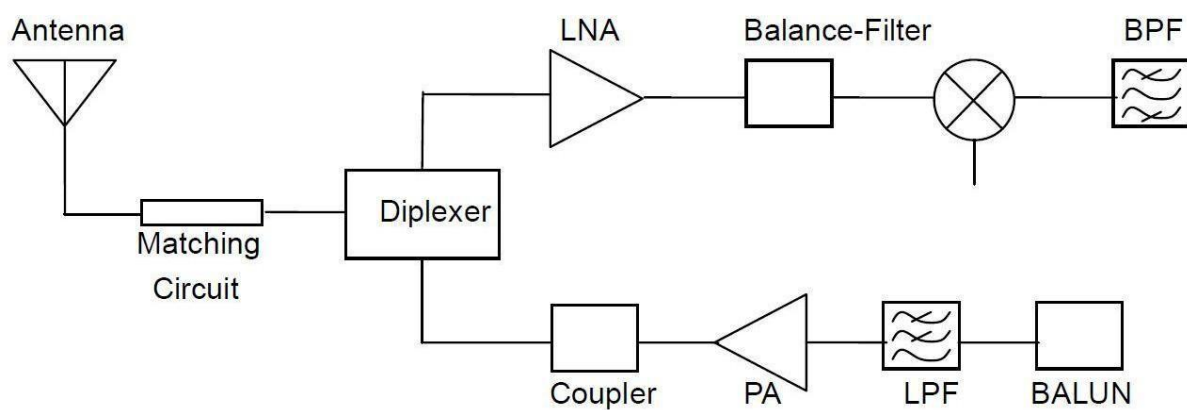 Antenna
LNA
Balance-Filter
BPF
Diplexer
Matching
Circuit
Coupler
PA
LPF
BALUN